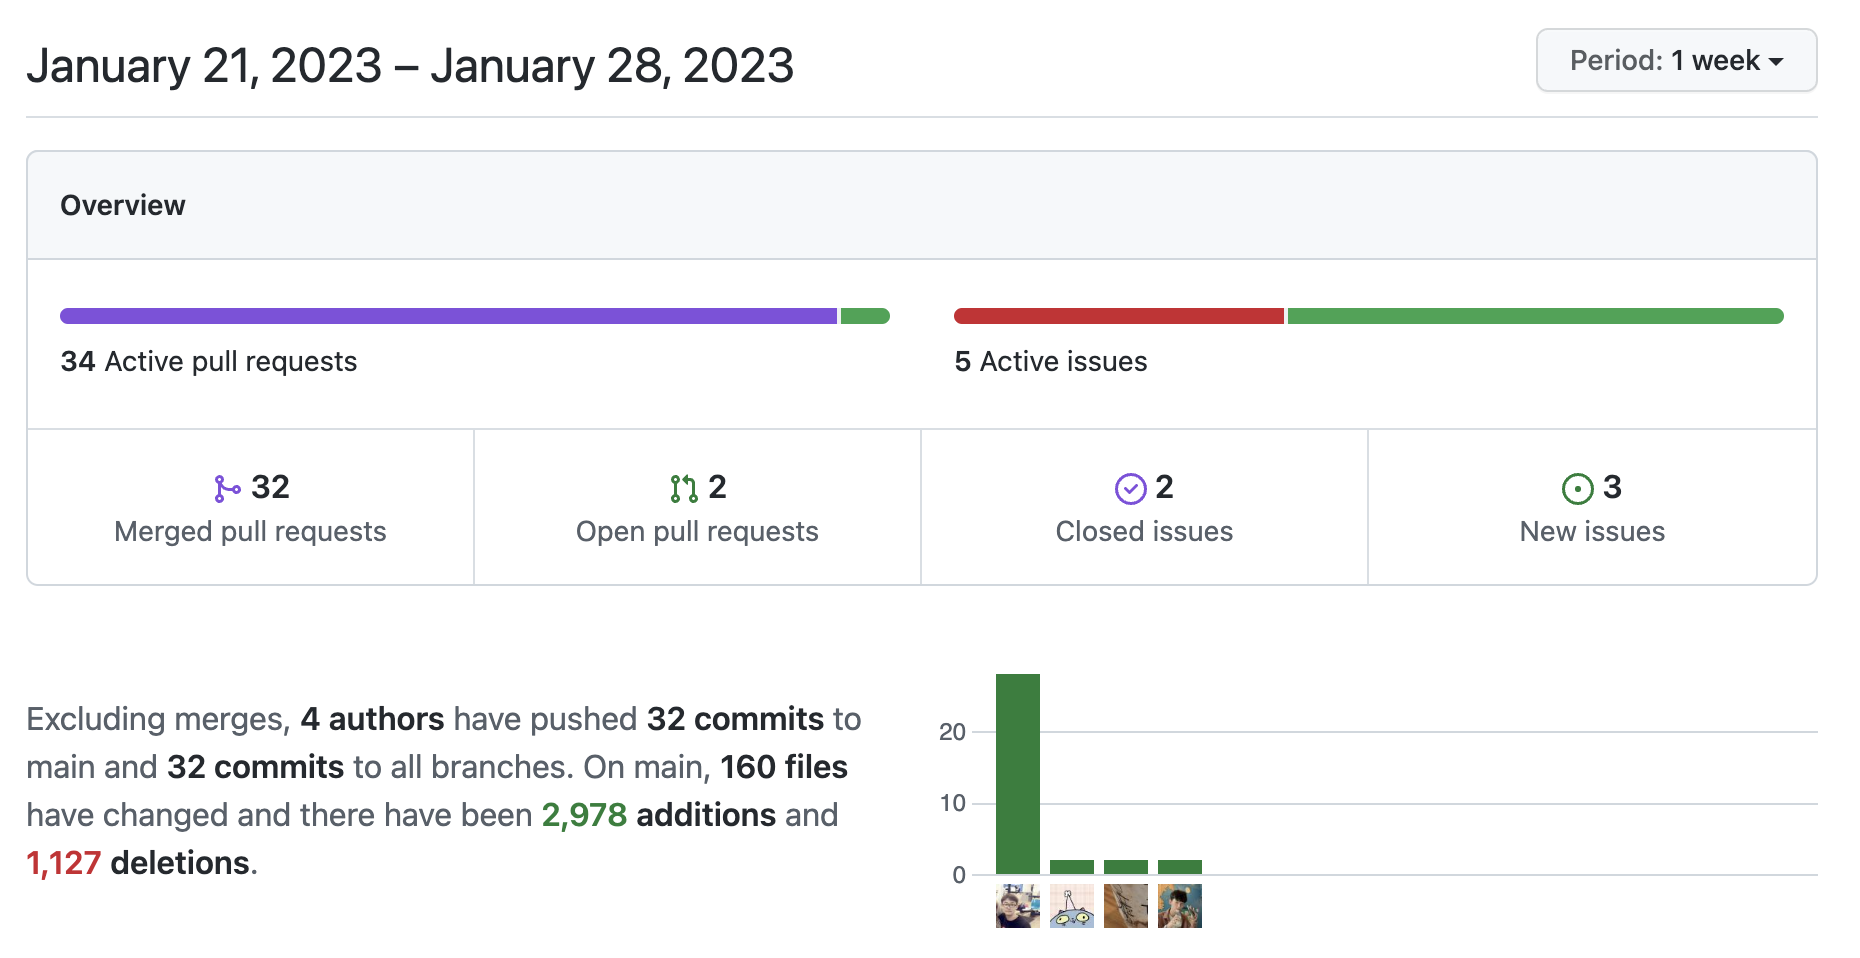 January 21, 2023 – January 28, 2023
Period: 1 week
Overview
34 Active pull requests
5 Active issues
32
Merged pull requests
2
Open pull requests
2
Closed issues
3
New issues
Excluding merges, 4 authors have pushed 32 commits to
main and 32 commits to all branches. On main, 160 files
have changed and there have been 2,978 additions and
1,127 deletions.
20
10
0